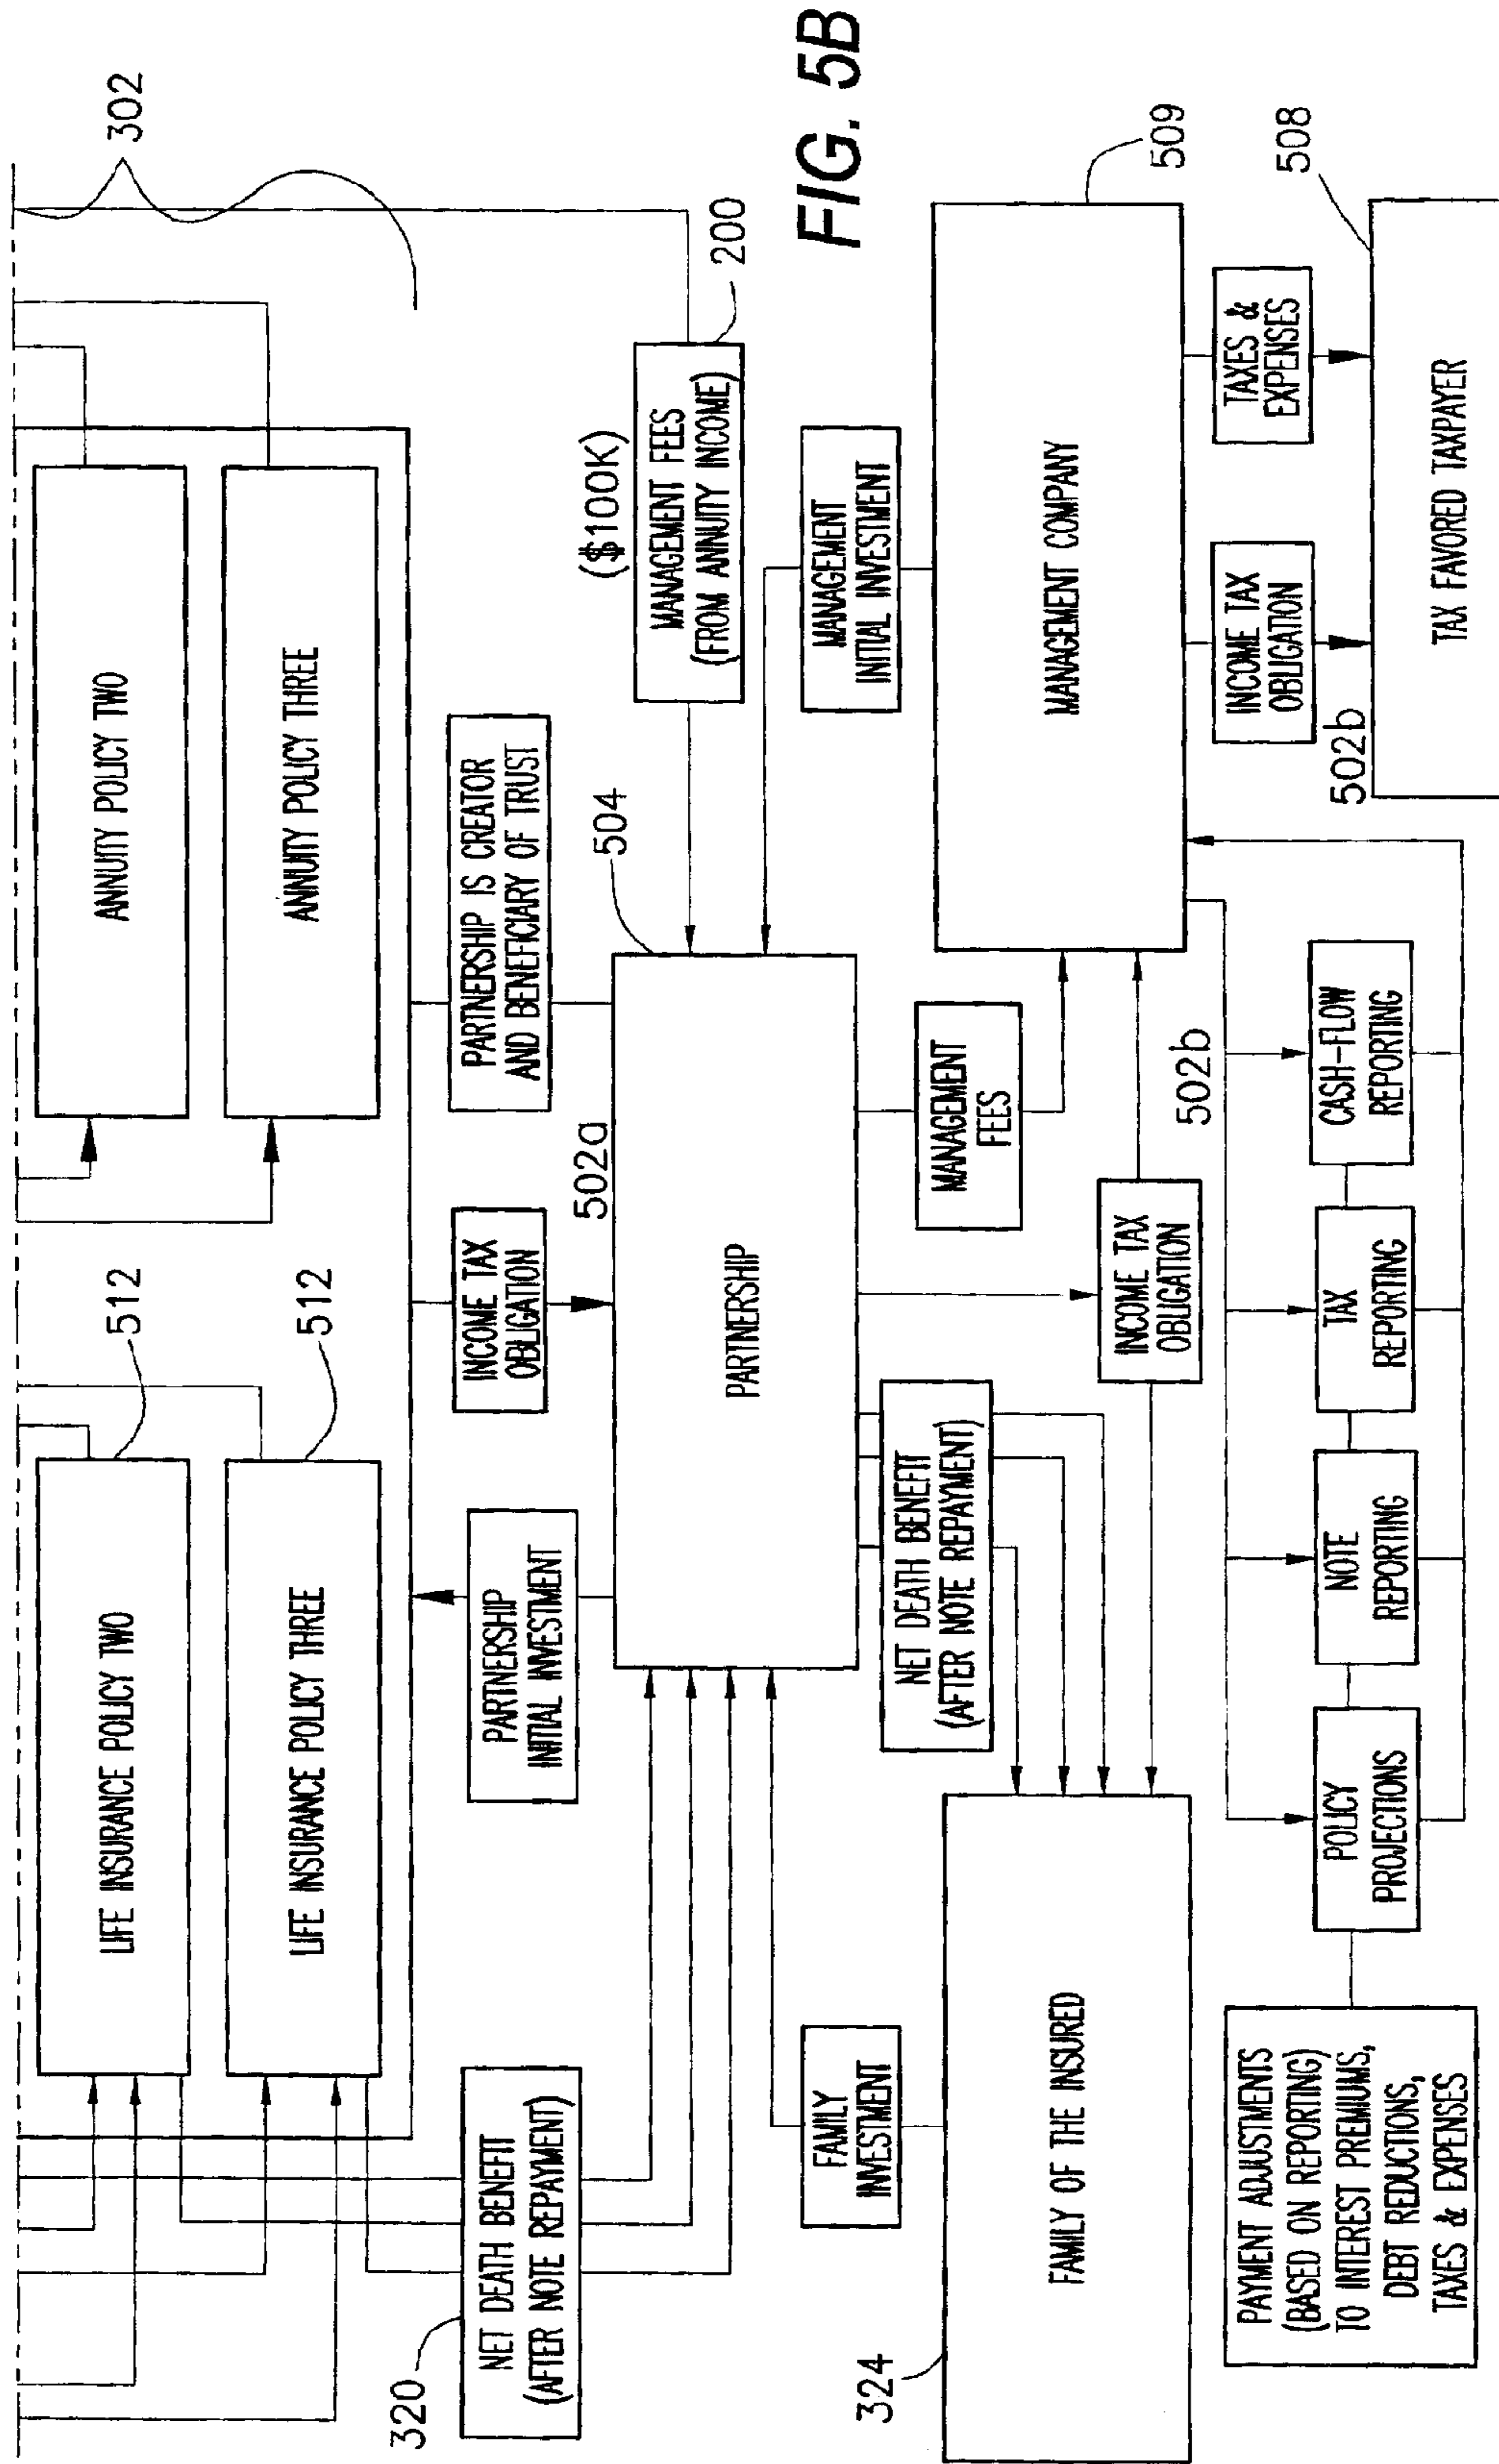 302
512
LIFE INSURANCE POLICY TWO
ANNUITY POLICY TWO
512
LIFE INSURANCE POLICY THREE
ANNUITY POLICY THREE
320
NET DEATH BENEFIT
(AFTER NOTE REPAYMENT)
PARTNERSHIP
INITIAL INVESTMENT
INCOME TAX
OBLIGATION
PARTNERSHIP IS CREATOR
AND BENEFICIARY OF TRUST
502a
504
($100K)
MANAGEMENT FEES
(FROM ANNUITY INCOME)
200
PARTNERSHIP
FAMILY
INVESTMENT
MANAGEMENT
INITIAL INVESTMENT
FIG. 5B
NET DEATH BENEFIT
(AFTER NOTE REPAYMENT)
MANAGEMENT
FEES
324
FAMILY OF THE INSURED
INCOME TAX
OBLIGATION
MANAGEMENT COMPANY
509
502b
PAYMENT ADJUSTMENTS
(BASED ON REPORTING)
TO INTEREST PREMIUMS,
DEBT REDUCTIONS,
TAXES & EXPENSES
POLICY
PROJECTIONS
NOTE
REPORTING
TAX
REPORTING
CASH-FLOW
REPORTING
INCOME TAX
OBLIGATION
TAXES &
EXPENSES
502b
508
TAX FAVORED TAXPAYER